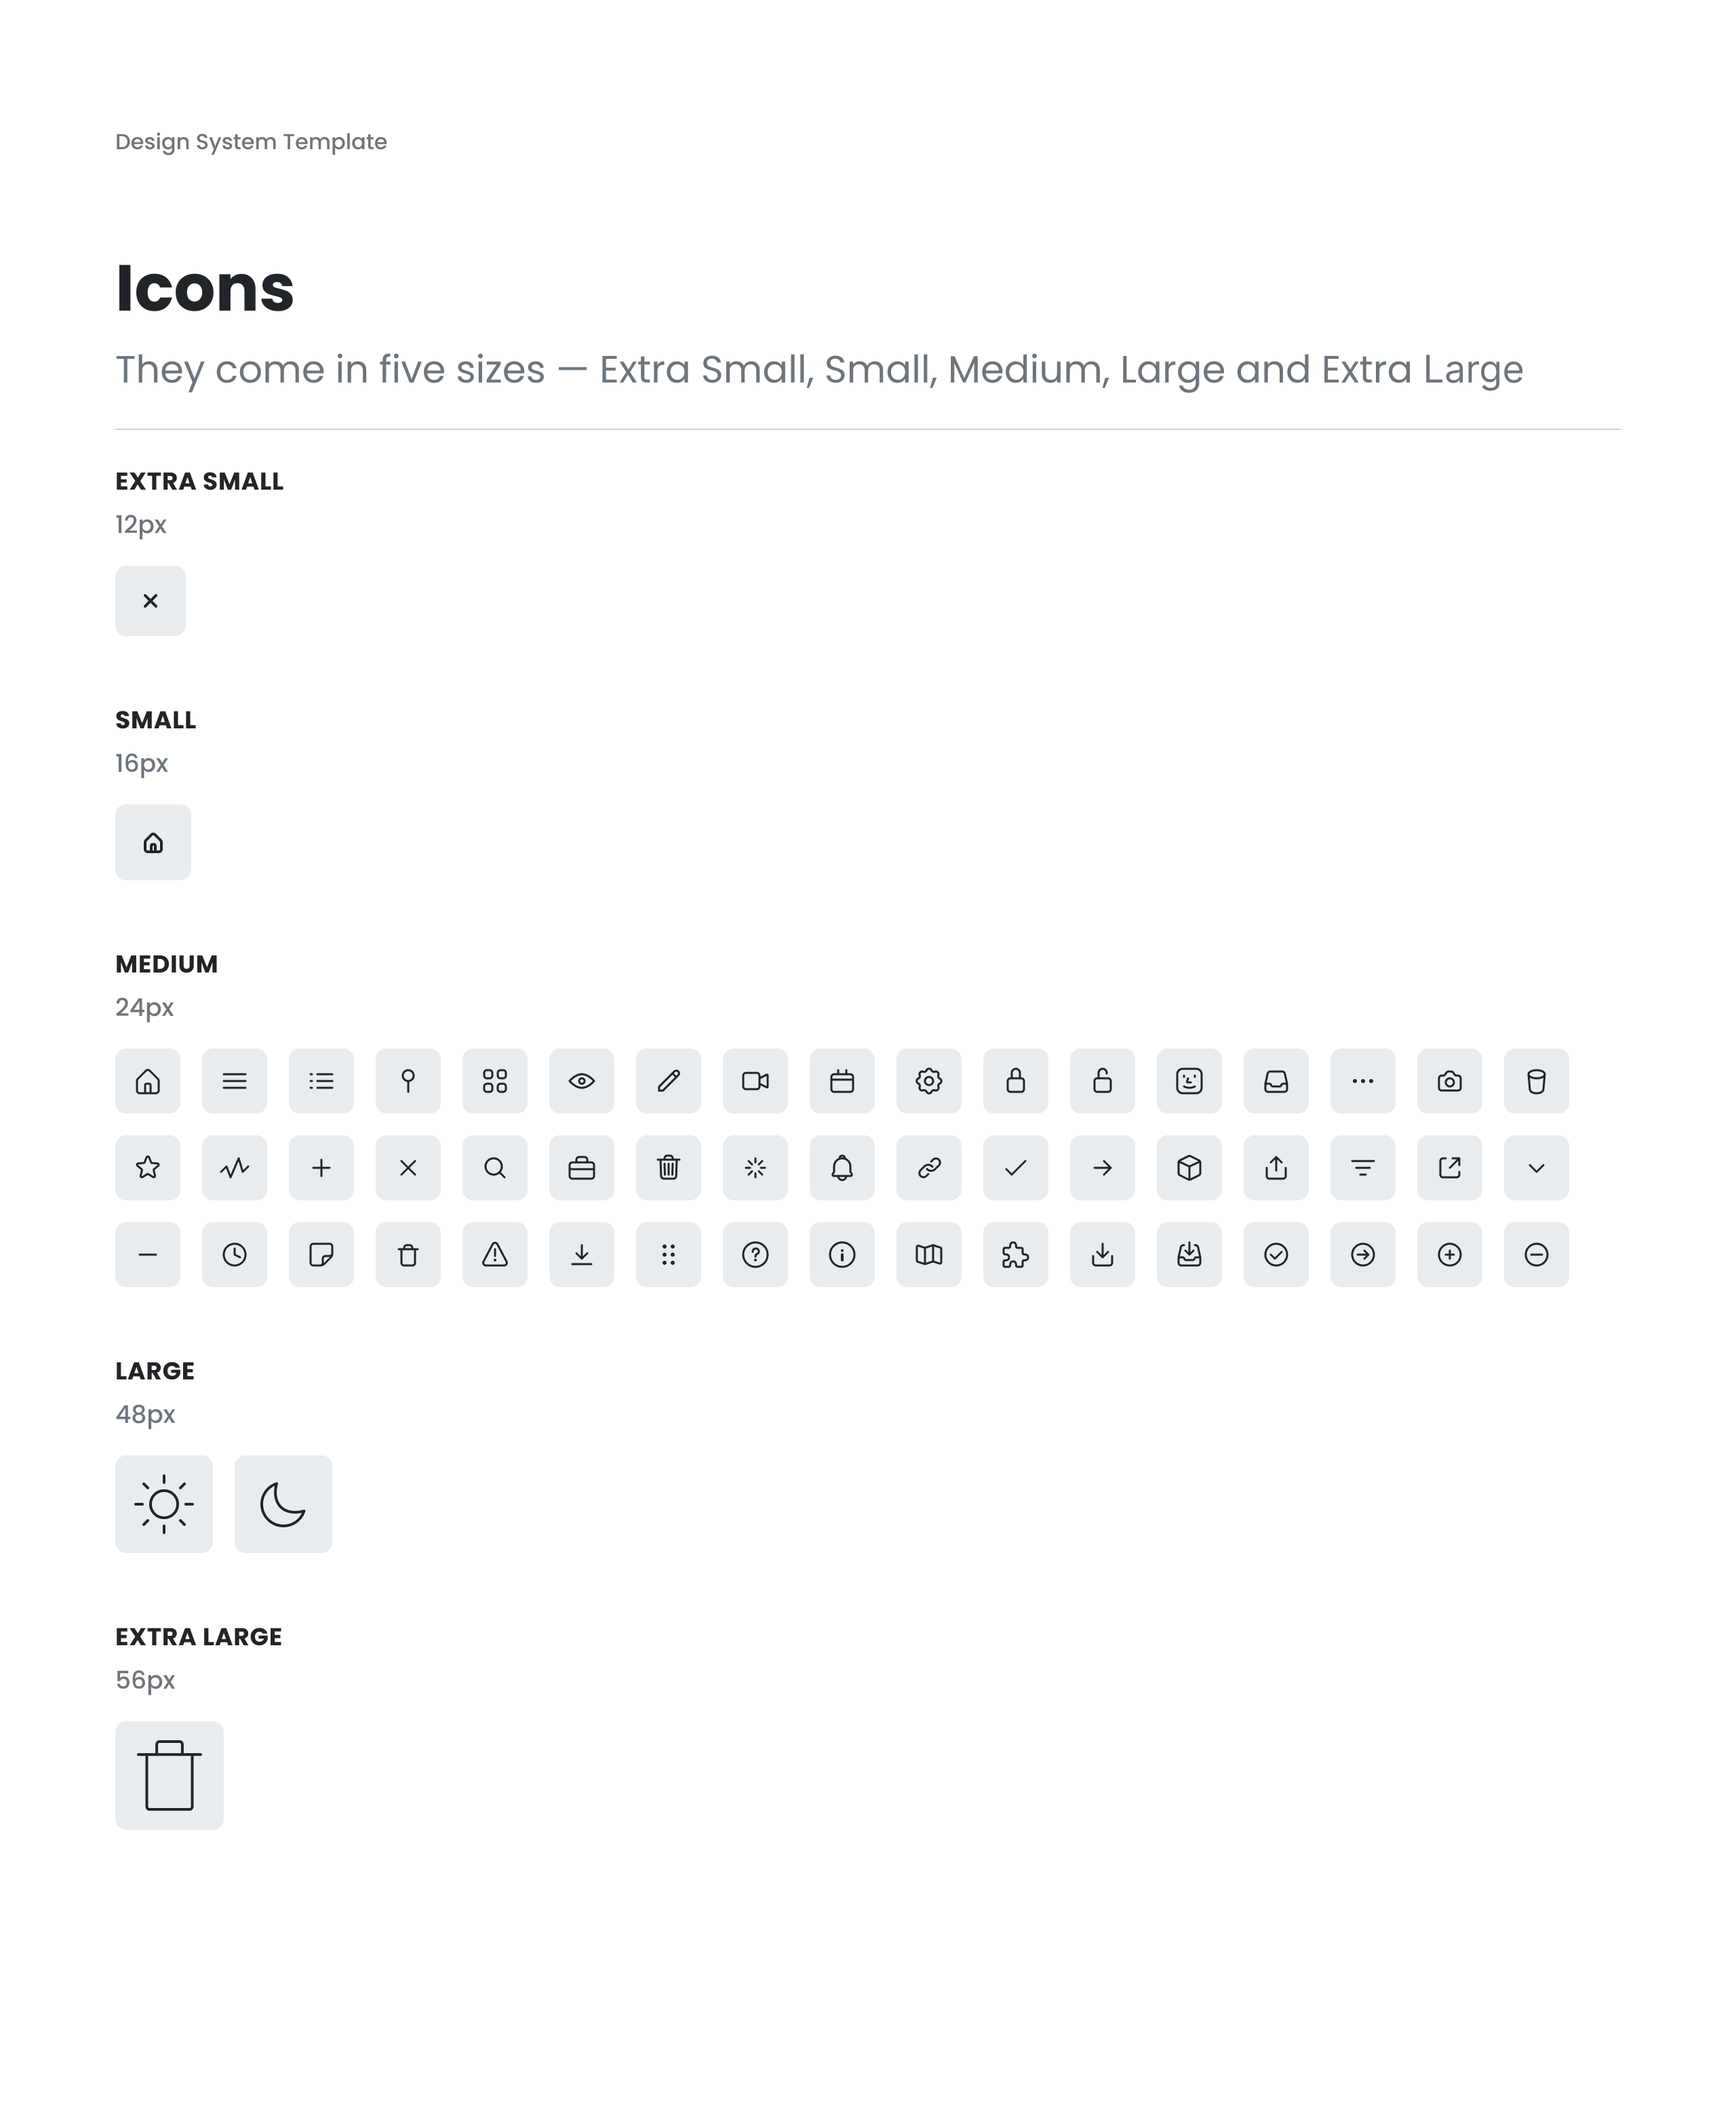 Design System Template
Icons
They come in five sizes — Extra Small, Small, Medium, Large and Extra Large
EXTRA SMALL
12px
SMALL
16px
MEDIUM
24px
LARGE
48px
EXTRA LARGE
56px